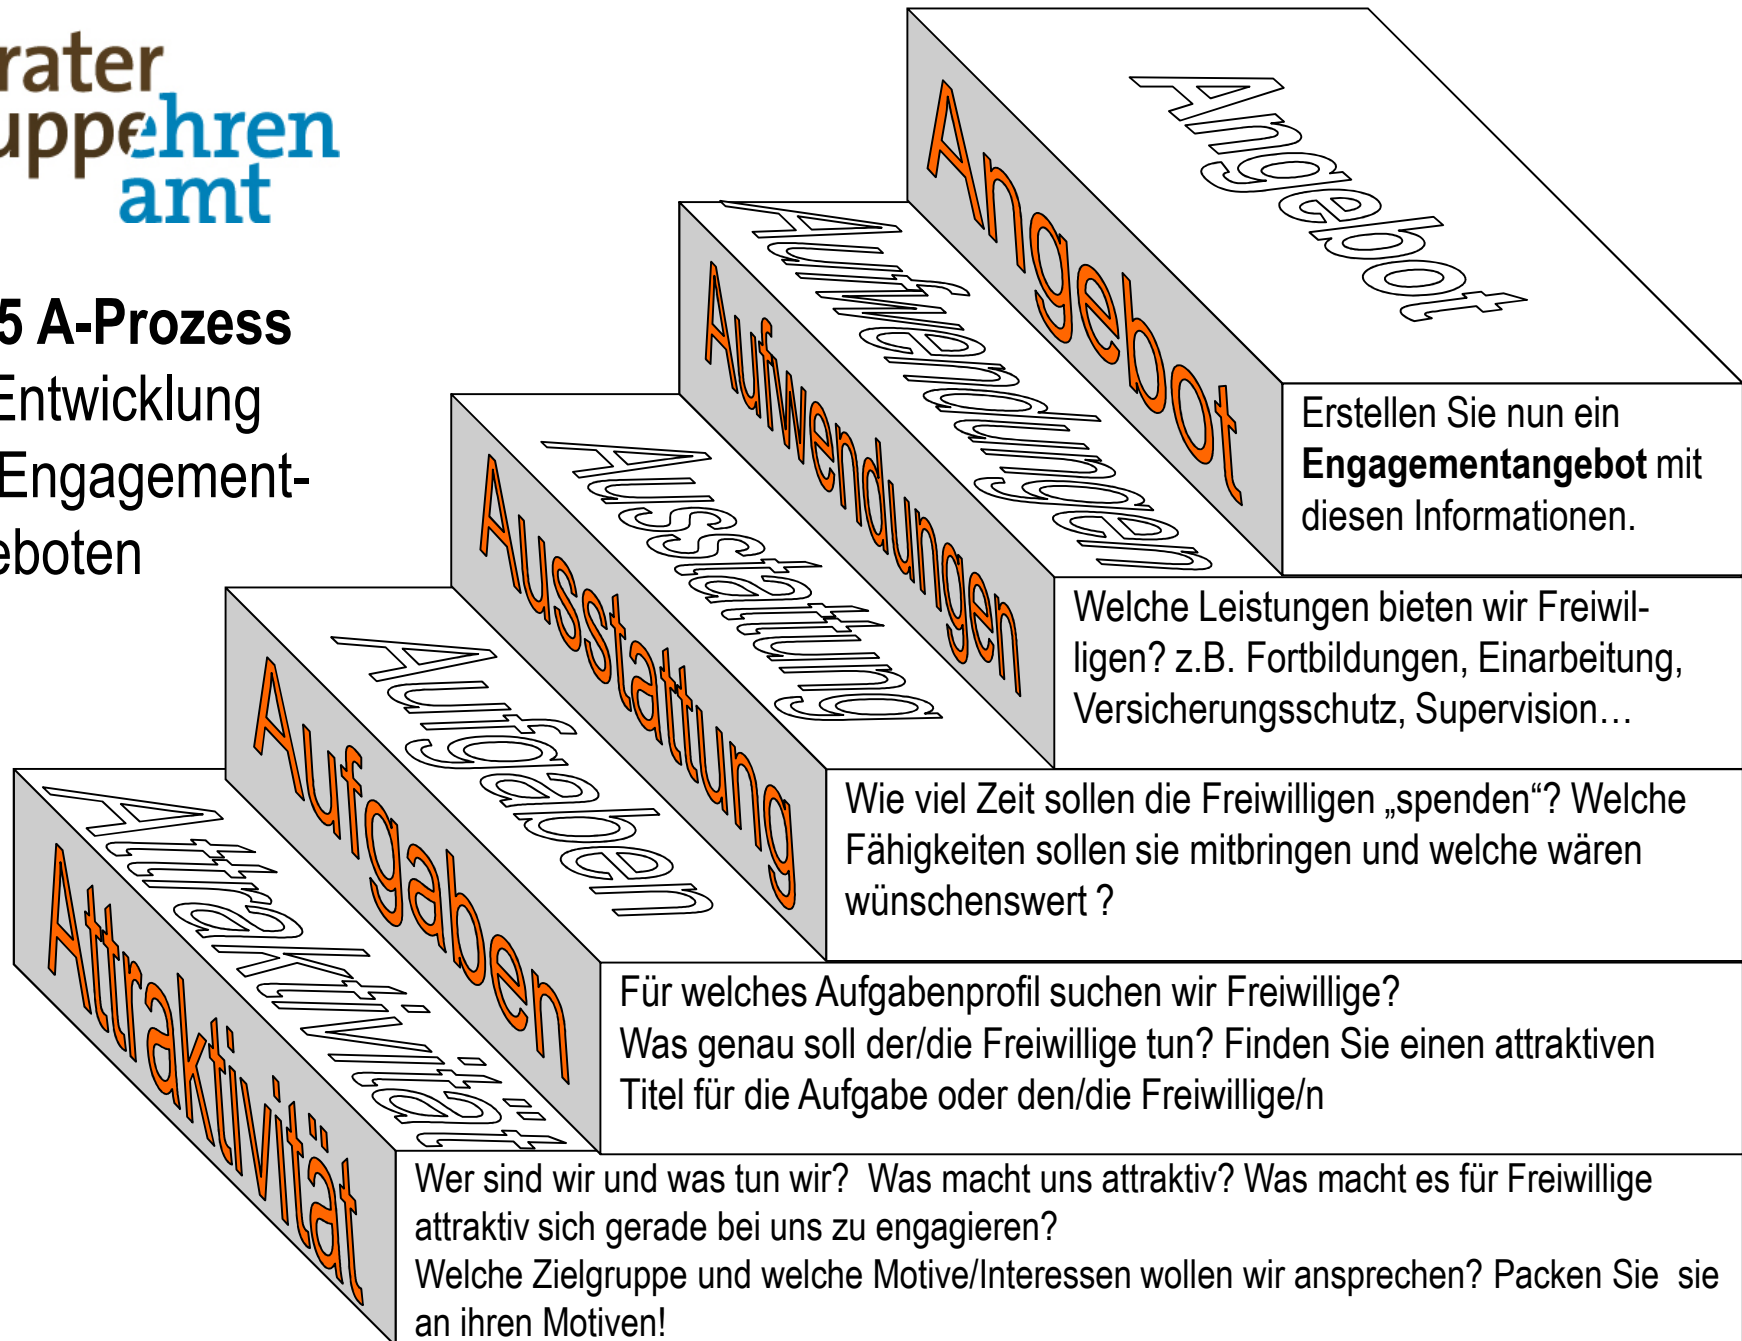 rater
uppehren
amt
5 A-Prozess
Entwicklung
Engagement-
eboten
Angebot
Angebot
Erstellen Sie nun ein
Engagementangebot mit
diesen Informationen.
Aufwendungen
Aufwendungen
Welche Leistungen bieten wir Freiwil-
ligen? z.B. Fortbildungen, Einarbeitung,
Versicherungsschutz, Supervision…
Ausstattung
Ausstattung
Wie viel Zeit sollen die Freiwilligen „spenden“? Welche
Fähigkeiten sollen sie mitbringen und welche wären
wünschenswert ?
Aufgaben
Aufgaben
Für welches Aufgabenprofil suchen wir Freiwillige?
Was genau soll der/die Freiwillige tun? Finden Sie einen attraktiven
Titel für die Aufgabe oder den/die Freiwillige/n
Attraktivität
Attraktivität
Wer sind wir und was tun wir?  Was macht uns attraktiv? Was macht es für Freiwillige
attraktiv sich gerade bei uns zu engagieren?
Welche Zielgruppe und welche Motive/Interessen wollen wir ansprechen? Packen Sie  sie
an ihren Motiven!